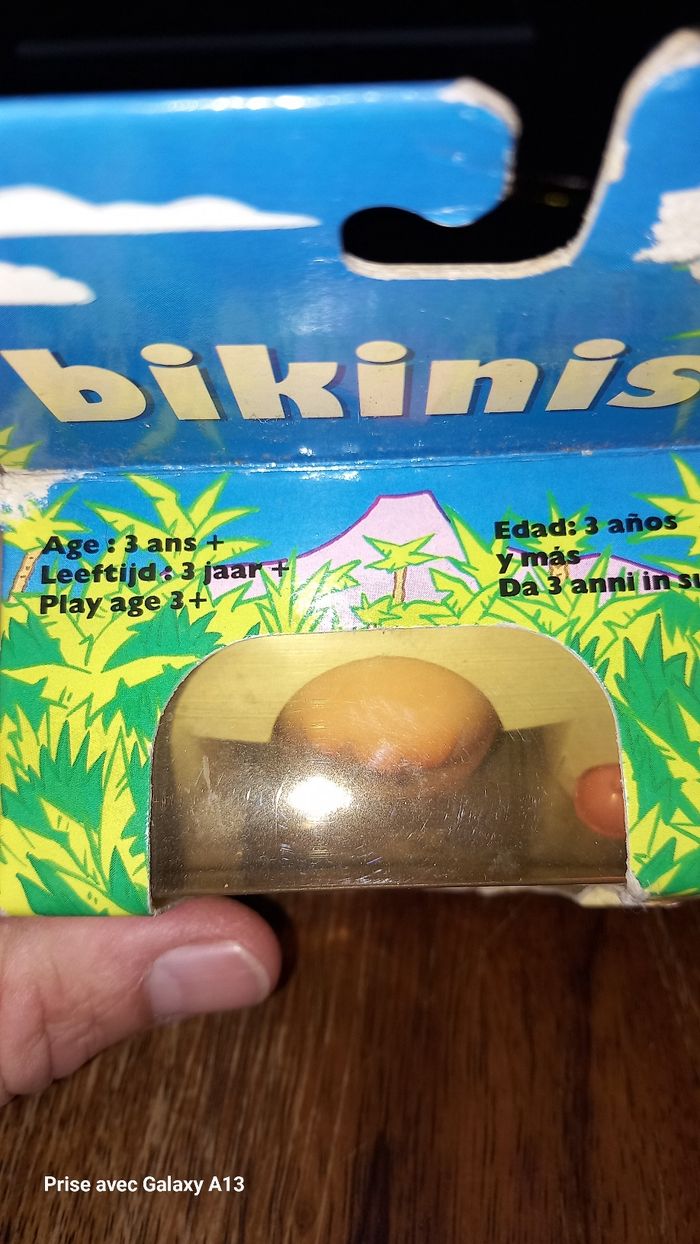 bikinis
Age : 3 ans +
Leeftijd : 3 jaar +
Play age 3+
Edad: 3 años
y más
Da 3 anni in
Prise avec Galaxy A13